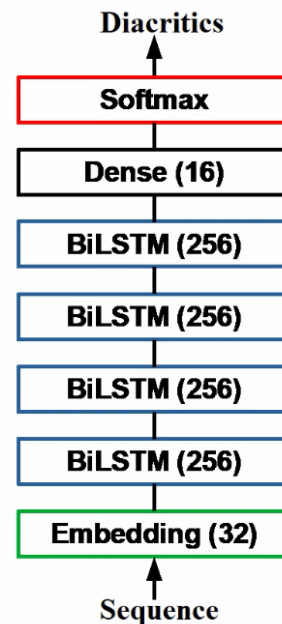 Diacritics
Softmax
Dense (16)
BiLSTM (256)
BiLSTM (256)
BiLSTM (256)
BiLSTM (256)
Embedding (32)
Sequence